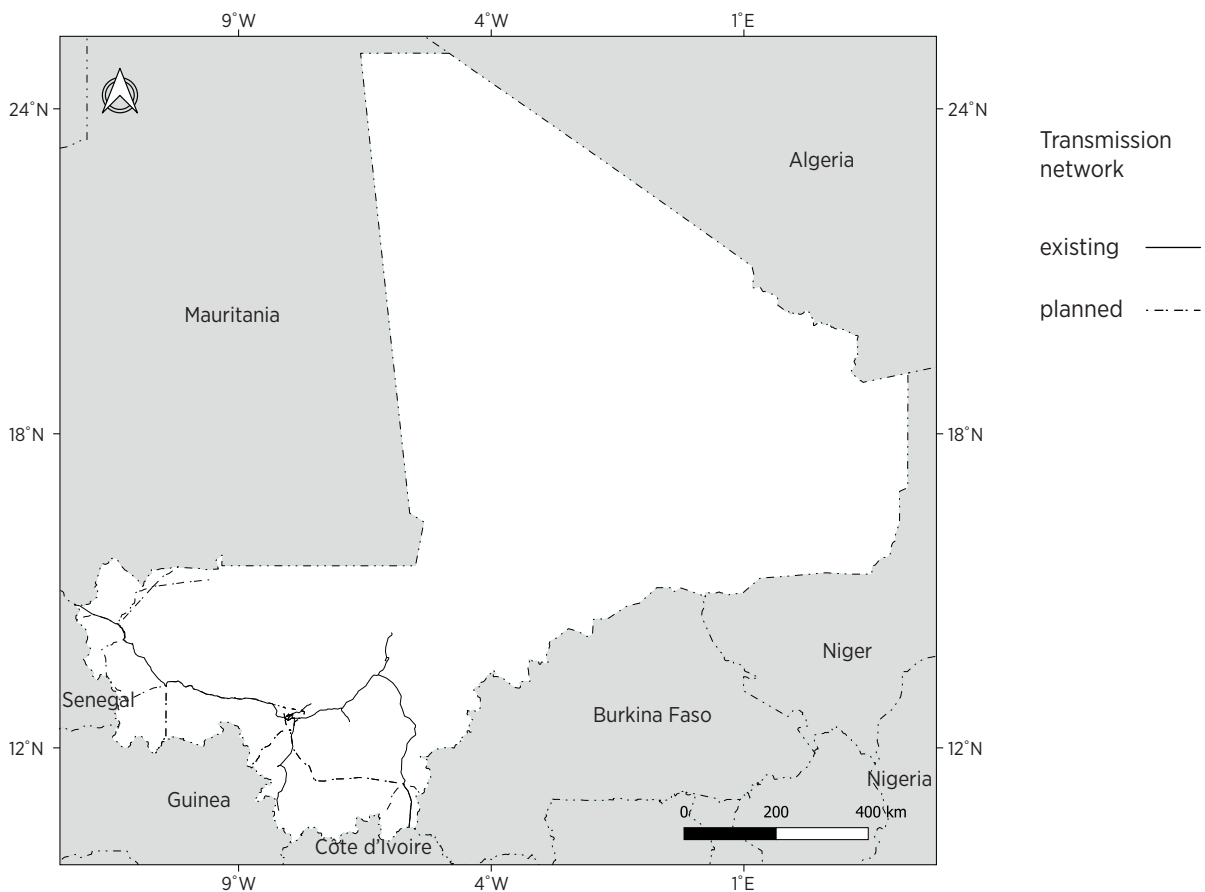 9°W 4°W 1°E
24°N 24°N
Transmission
network
Algeria
existing
planned
Mauritania
18°N 18°N
Niger
Senegal
Burkina Faso
12°N 12°N
Nigeria
Guinea
0 200 400 km
Côte d'Ivoire
9°W 4°W 1°E